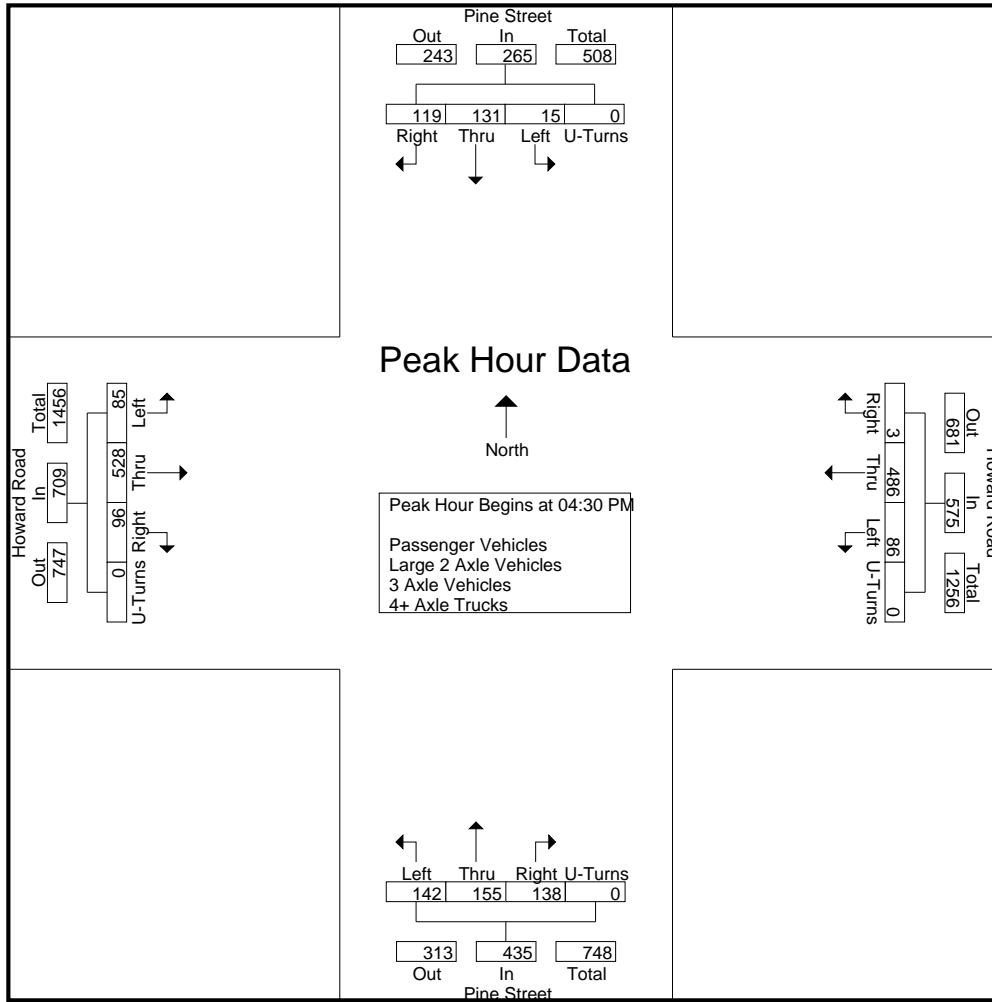 Pine Street
Out In Total
243 265 508
119 131 15 0
Right Thru Left U-Turns
Peak Hour Data
North
Peak Hour Begins at 04:30 PM
Passenger Vehicles
Large 2 Axle Vehicles
3 Axle Vehicles
4+ Axle Trucks
Howard Road
Total In Out
1456 709 747
85 528 96 0
Left Thru Right U-Turns
Right Thru Left U-Turns
3 486 86 0
681 575 1256
Out In Total
Howard Road
Left Thru Right U-Turns
142 155 138 0
313 435 748
Out In Total
Pine Street